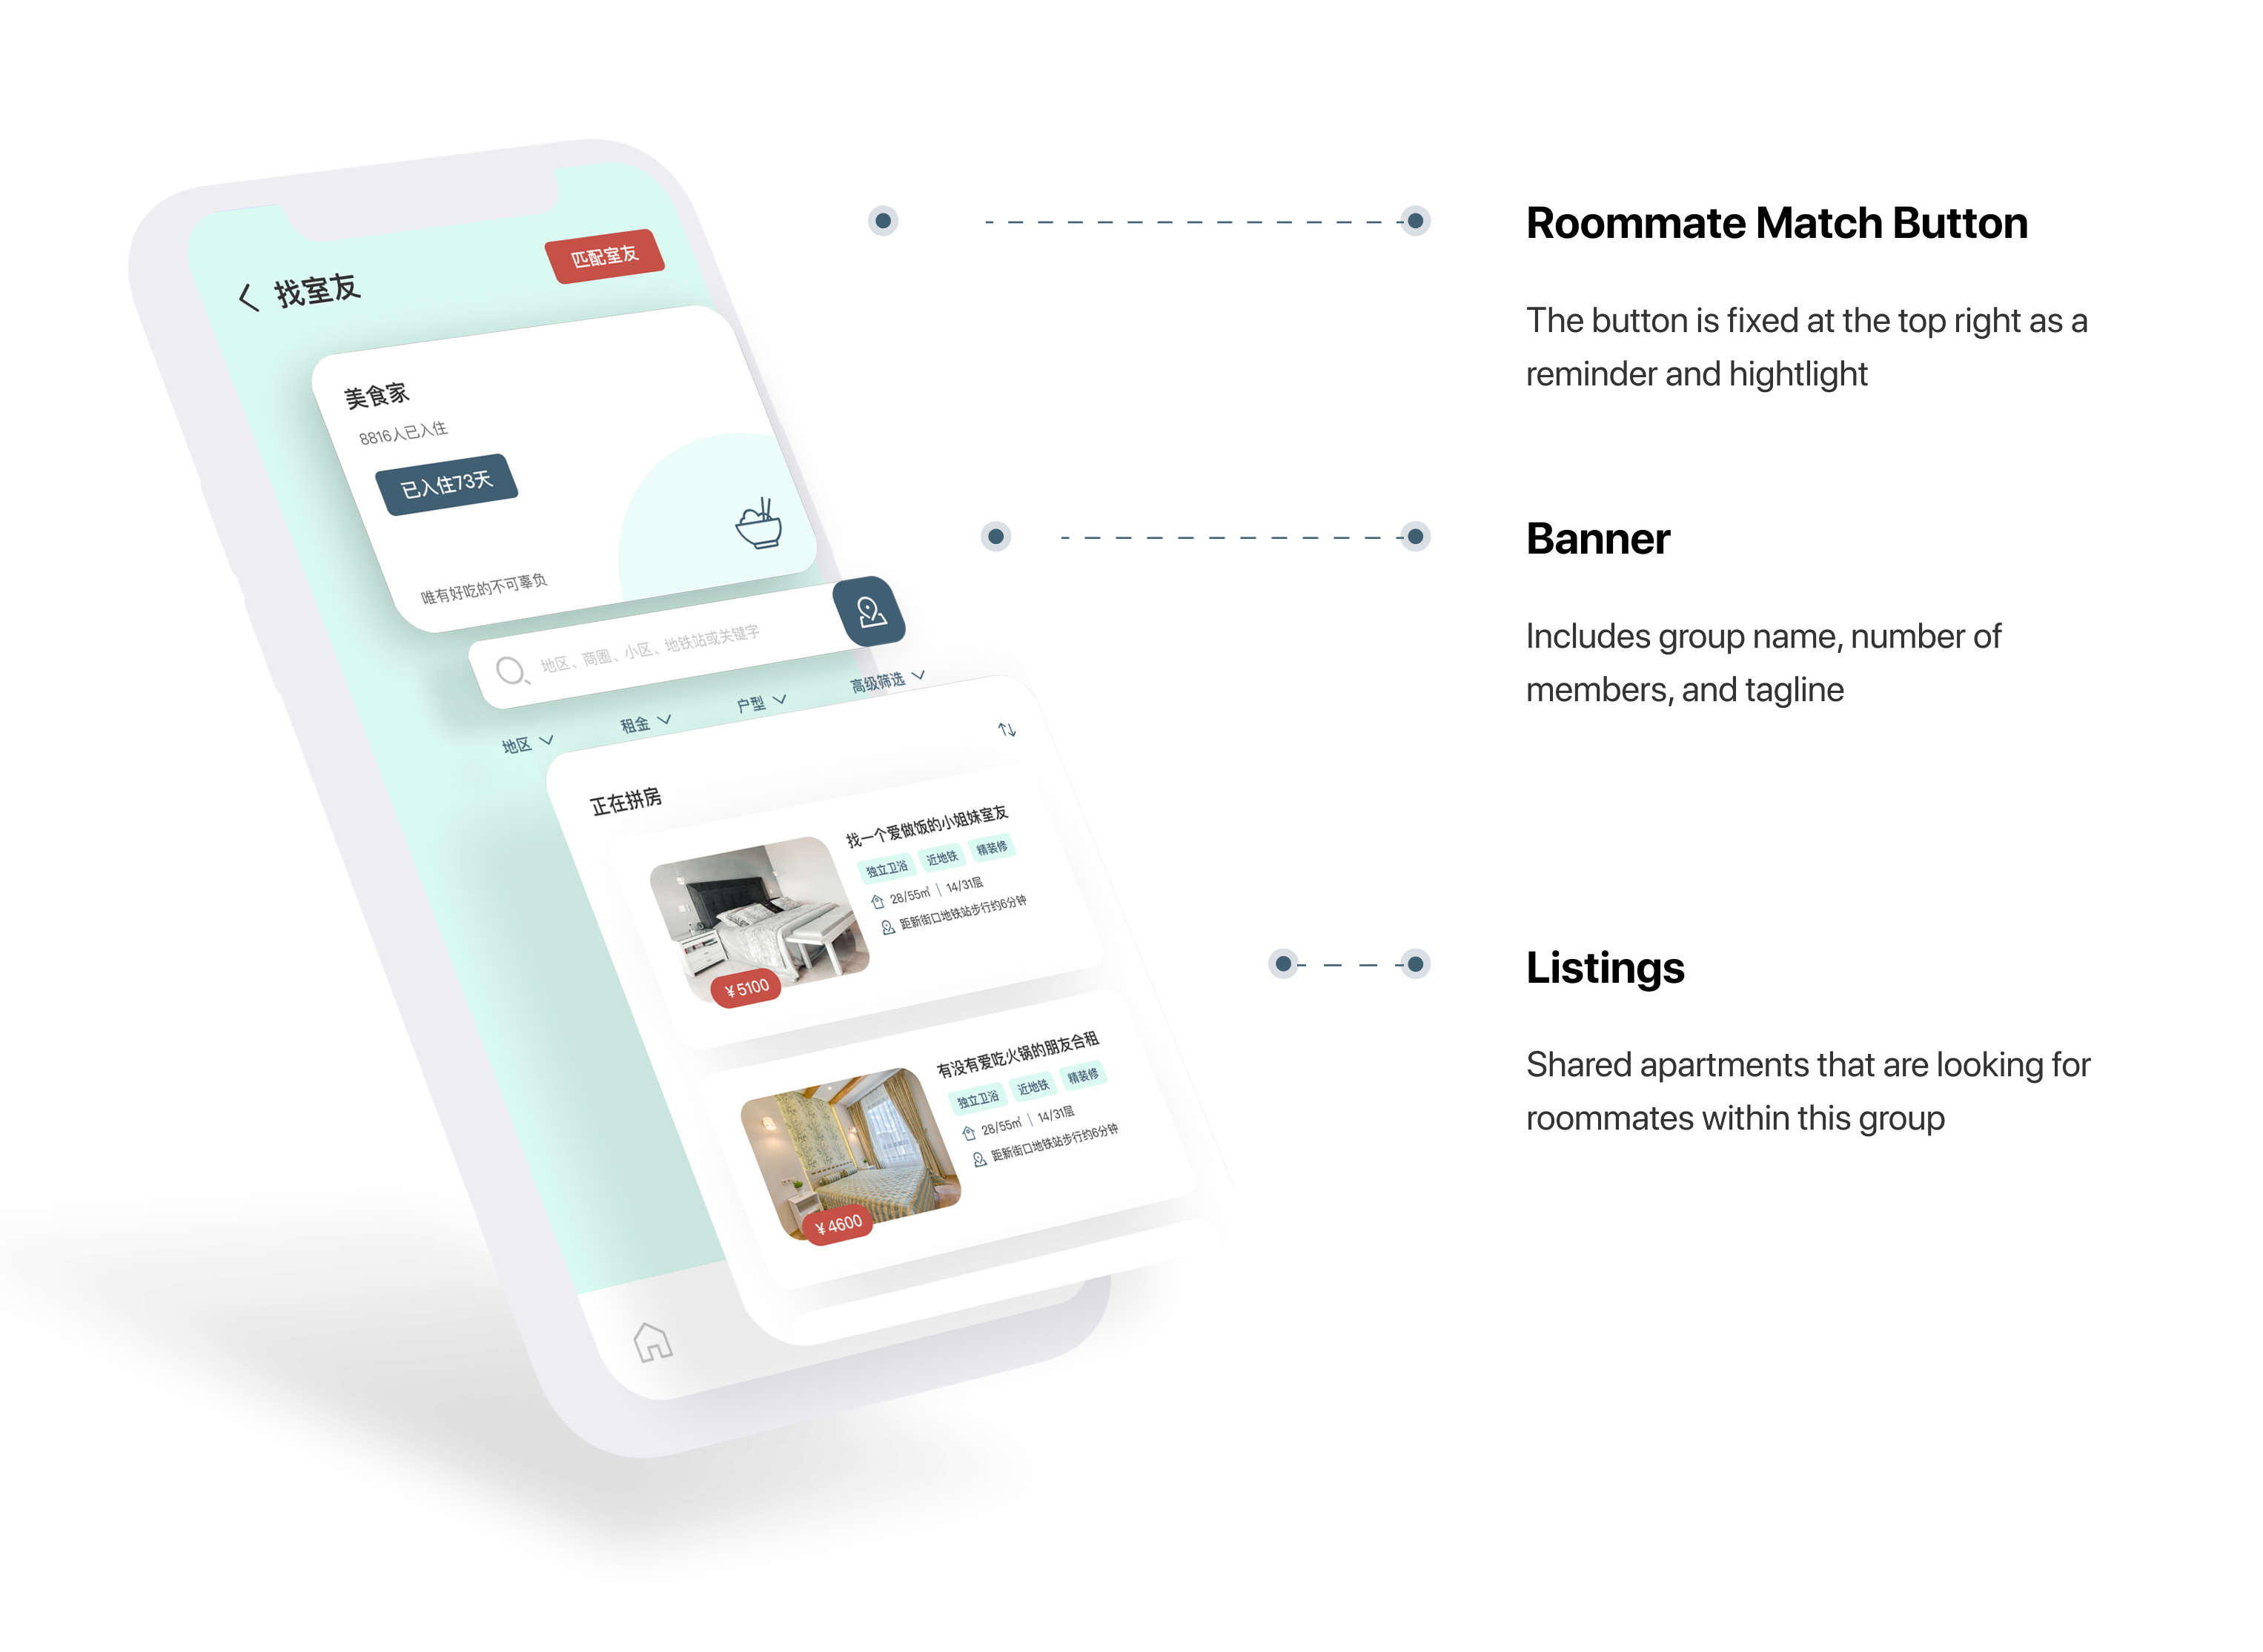 找室友
匹配室友
美食家
8816人已入住
已入住73天
唯有好吃的不可辜负
地区、商圈、小区、地铁站或关键字
地区
租金
户型
高级筛选
正在拼房
找一个爱做饭的小姐妹室友
独立卫浴 近地铁 精装修
28/55㎡ | 14/31层
距新街口地铁站步行约6分钟
¥5100
有没有爱吃火锅的朋友合租
独立卫浴 近地铁 精装修
28/55㎡ | 14/31层
距新街口地铁站步行约6分钟
¥4600
Roommate Match Button
The button is fixed at the top right as a
reminder and hightlight
Banner
Includes group name, number of
members, and tagline
Listings
Shared apartments that are looking for
roommates within this group